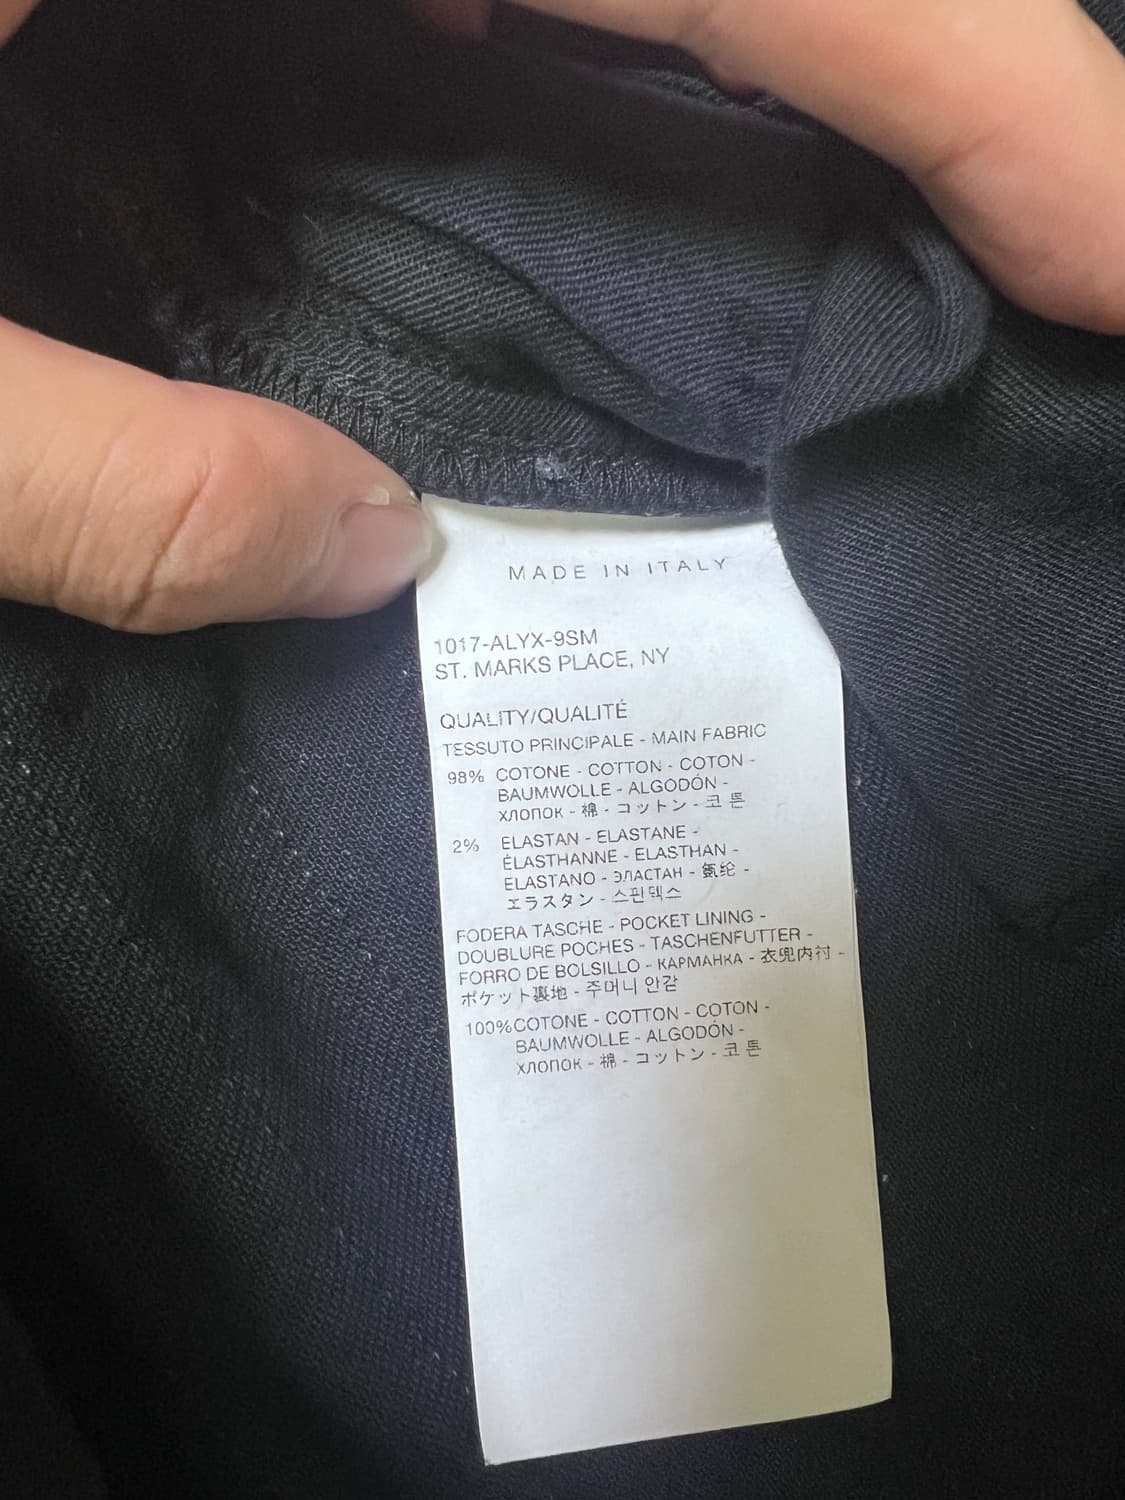 MADE IN ITALY
1017-ALYX-9SM
ST. MARKS PLACE, NY
QUALITY/QUALITÉ
TESSUTO PRINCIPALE - MAIN FABRIC
98% COTONE - COTTON - COTON -
BAUMWOLLE - ALGODÓN -
ХЛОПОК - 棉 - コットン - 코튼
2% ELASTAN - ELASTANE -
ÉLASTHANNE - ELASTHAN -
ELASTANO - ЭЛАСТАН - 氨纶 -
エラスタン - 스판덱스
FODERA TASCHE - POCKET LINING -
DOUBLURE POCHES - TASCHENFUTTER -
FORRO DE BOLSILLO - КАРМАНКА - 衣兜内衬 -
ポケット裏地 - 주머니 안감
100% COTONE - COTTON - COTON -
BAUMWOLLE - ALGODÓN -
ХЛОПОК - 棉 - コットン - 코튼